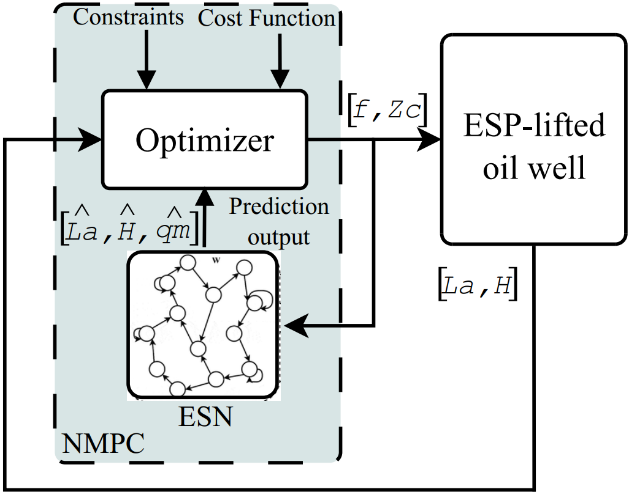 Constraints
Cost Function
[f,Zc]
Optimizer
ESP-lifted
oil well
[L̂a,Ĥ,q̂m]
Prediction
output
w
[La,H]
ESN
NMPC